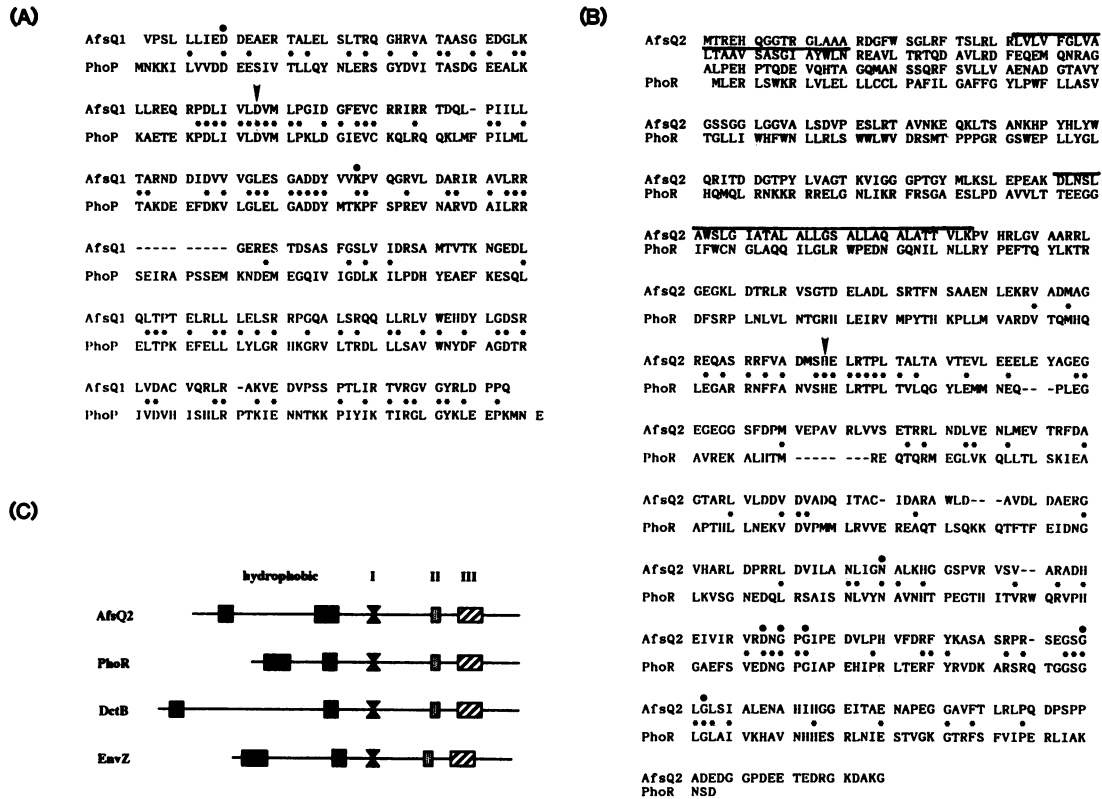 (A)
AfsQ1 VPSLL LLIED DEAER TALEL SLTRQ GHRVA TAASG EDGLK
PhoP MNKKI LVVDD EESIV TLLQY NLERS GYDVI TASDG EEALK
AfsQ1 LLREQ RPDLI VLDVM LPGID GFEVC RRIRR TDQL- PIILL
PhoP KAETE KPDLI VLDVM LPKLD GIEVC KQLRQ QKLMF PILML
AfsQ1 TARND DIDVV VGLES GADDY VVKPV QGRVL DARIR AVLRR
PhoP TAKDE EFDKV LGLEL GADDY MTKPF SPREV NARVD AILRR
AfsQ1 ----- ----- GERES TDSAS FGSLV IDRSA MTVTK NGEDL
PhoP SEIRA PSSEM KNDEM EGQIV IGDLK ILPDH YEAEF KESQL
AfsQ1 QLTPT ELRLL LELSR RPGQA LSRQQ LLRLV WEHDY LGDSR
PhoP ELTPK EFELL LYLGR HKGRV LTRDL LLSAV WNYDF AGDTR
AfsQ1 LVDAC VQRLR -AKVE DVPSS PTLIR TVRGV GYRLD PPQ
PhoP IVDVH ISHLR PTKIE NNTKK PIYIK TIRGL GYKLE EPKMN E
(B)
AfsQ2 MTREH QGGTR GLAAA RDGFW SGLRF TSLRL RLVLV FGLVA
LTAAV SASGI AYWLN REAVL TRTQD AVLRD FEQEM QNRAG
ALPEH PTQDE VQHTA GQMAN SSQRF SVLLV AENAD GTAVY
PhoR MLERL SWKRL VLELL LCCLP AFILG AFFGY LPWF LLASV
AfsQ2 GSSGG LGGVA LSDVP ESLRT AVNKE QKLTS ANKHP YHLYW
PhoR TGLLI WHFWN LLRLS WWLWV DRSMT PPPGR GSWEP LLYGL
AfsQ2 QRITD DGTPY LVAGT KVIGG GPTGY MLKSL EPEAK DLNSL
PhoR HQMQL RNKKR RRELG NLIKR FRSGA ESLPD AVVLT TEEGG
AfsQ2 AWSLG IATAL ALLGS ALLAQ ALATT VLKPV HRLGV AARRL
PhoR IFWCN GLAQQ ILGLR WPEDN GQNIL NLLRY PEFTQ YLKTR
AfsQ2 GEGKL DTRLR VSGTD ELADL SRTFN SAAEN LEKRV ADMAG
PhoR DFSRP LNLVL NTGRH LEIRV MPYTH KPLLM VARDV TQMHQ
AfsQ2 REQAS RRFVA DMSHE LRTPL TALTA VTEVL EEELE YAGEG
PhoR LEGAR RNFFA NVSHE LRTPL TVLQG YLEMM NEQ-- -PLEG
AfsQ2 EGEGG SFDPM VEPAV RLVVS ETRRL NDLVE NLMEV TRFDA
PhoR AVREK ALHTM ----- ---RE QTQRM EGLVK QLLTL SKIEA
AfsQ2 GTARL VLDDV DVADQ ITAC- IDARA WLD-- -AVDL DAERG
PhoR APTHL LNEKV DVPMM LRVVE REAQT LSQKK QTFTF EIDNG
AfsQ2 VHARL DPRRL DVILA NLIGN ALKHG GSPVR VSV-- ARADH
PhoR LKVSG NEDQL RSAIS NLVYN AVNHT PEGTH ITVRW QRVPH
AfsQ2 EIVIR VRDNG PGIPE DVLPH VFDRF YKASA SRPR- SEGSG
PhoR GAEFS VEDNG PGIAP EHIPR LTERF YRVDK ARSRQ TGGSG
AfsQ2 LGLSI ALENA HIHGG EITAE NAPEG GAVFT LRLPQ DPSPP
PhoR LGLAI VKHAV NHHES RLNIE STVGK GTRFS FVIPE RLIAK
AfsQ2 ADEDG GPDEE TEDRG KDAKG
PhoR NSD
(C)
hydrophobic I II III
AfsQ2
PhoR
DctB
EnvZ